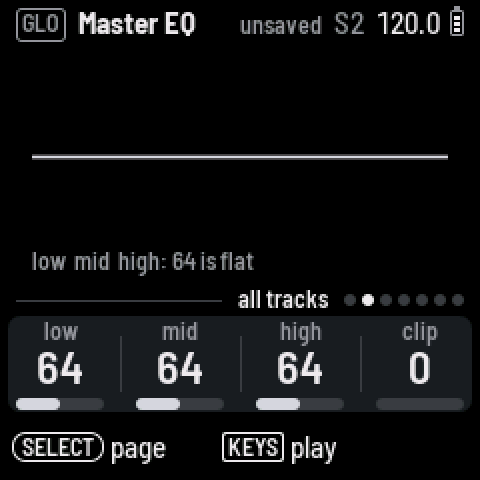 GLO Master EQ unsaved S2 120.0
low mid high: 64 is flat
all tracks
low mid high clip
64 64 64 0
SELECT page KEYS play